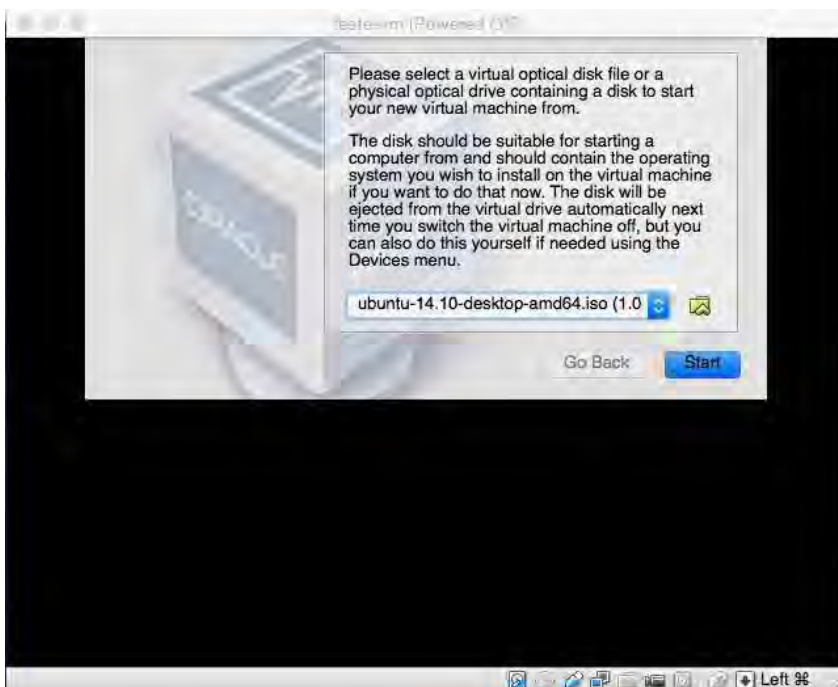 Please select a virtual optical disk file or a
physical optical drive containing a disk to start
your new virtual machine from.
The disk should be suitable for starting a
computer from and should contain the operating
system you wish to install on the virtual machine
if you want to do that now. The disk will be
ejected from the virtual drive automatically next
time you switch the virtual machine off, but you
can also do this yourself if needed using the
Devices menu.
ubuntu-14.10-desktop-amd64.iso (1.0
Go Back Start
ORACLE
Left ⌘